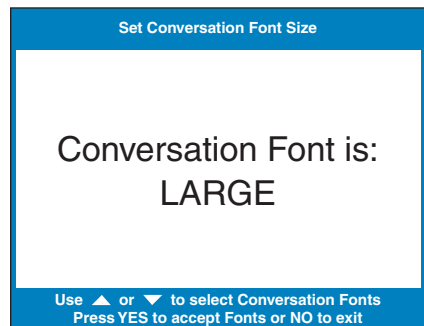 Set Conversation Font Size
Conversation Font is:
LARGE
Use ▲ or ▼ to select Conversation Fonts
Press YES to accept Fonts or NO to exit